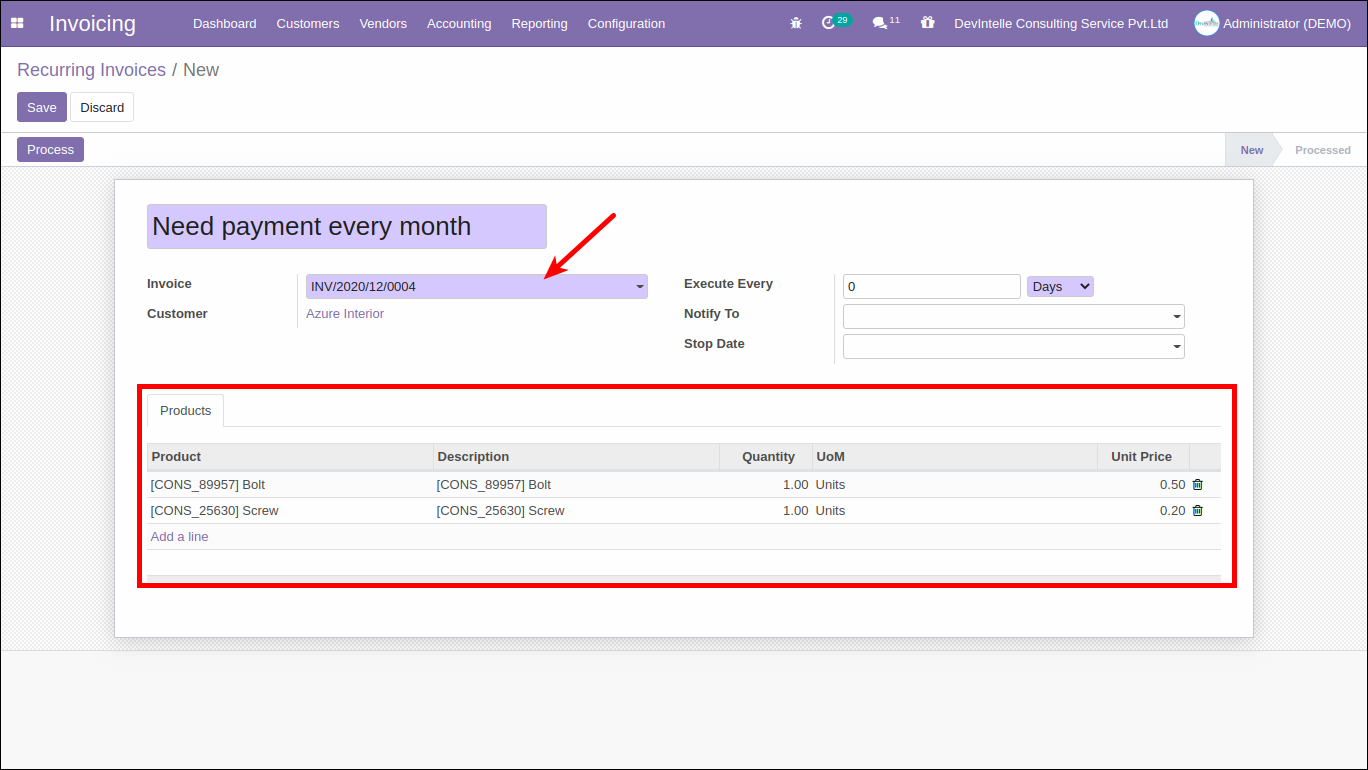 Invoicing Dashboard Customers Vendors Accounting Reporting Configuration 29 11 DevIntelle Consulting Service Pvt.Ltd Administrator (DEMO)
Recurring Invoices / New
Save Discard
Process New Processed
Need payment every month
Invoice INV/2020/12/0004 Execute Every 0 Days
Customer Azure Interior Notify To
Stop Date
Products
Product Description Quantity UoM Unit Price
[CONS_89957] Bolt [CONS_89957] Bolt 1.00 Units 0.50
[CONS_25630] Screw [CONS_25630] Screw 1.00 Units 0.20
Add a line